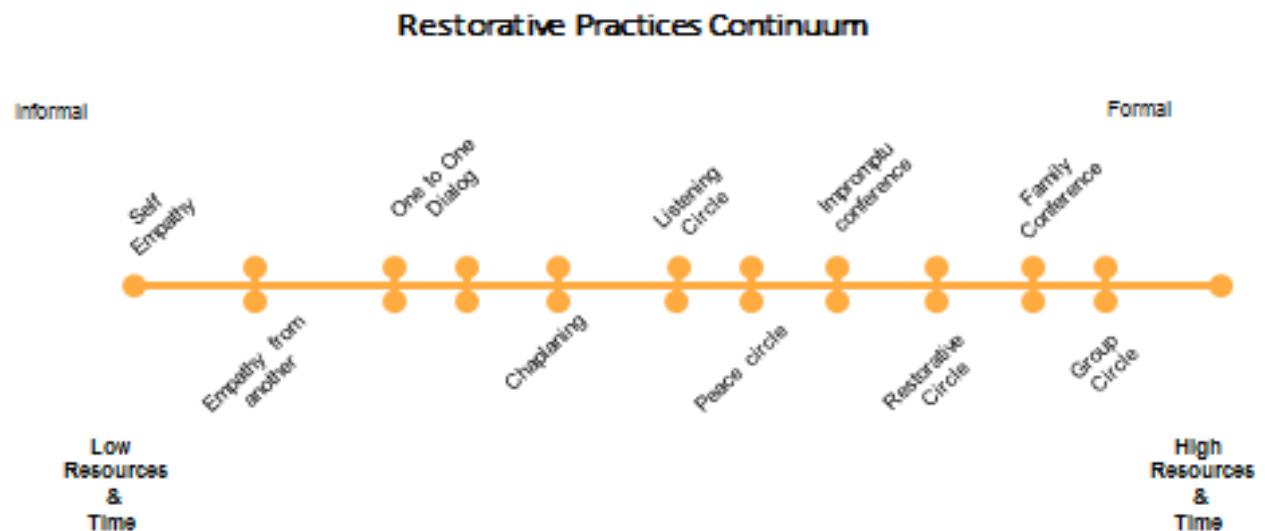 Restorative Practices Continuum
Informal
Formal
Self
Empathy
One to One
Dialog
Listening
Circle
Impromptu
conference
Family
Conference
Empathy from
another
Chaplaning
Peace circle
Restorative
Circle
Group
Circle
Low
Resources
&
Time
High
Resources
&
Time